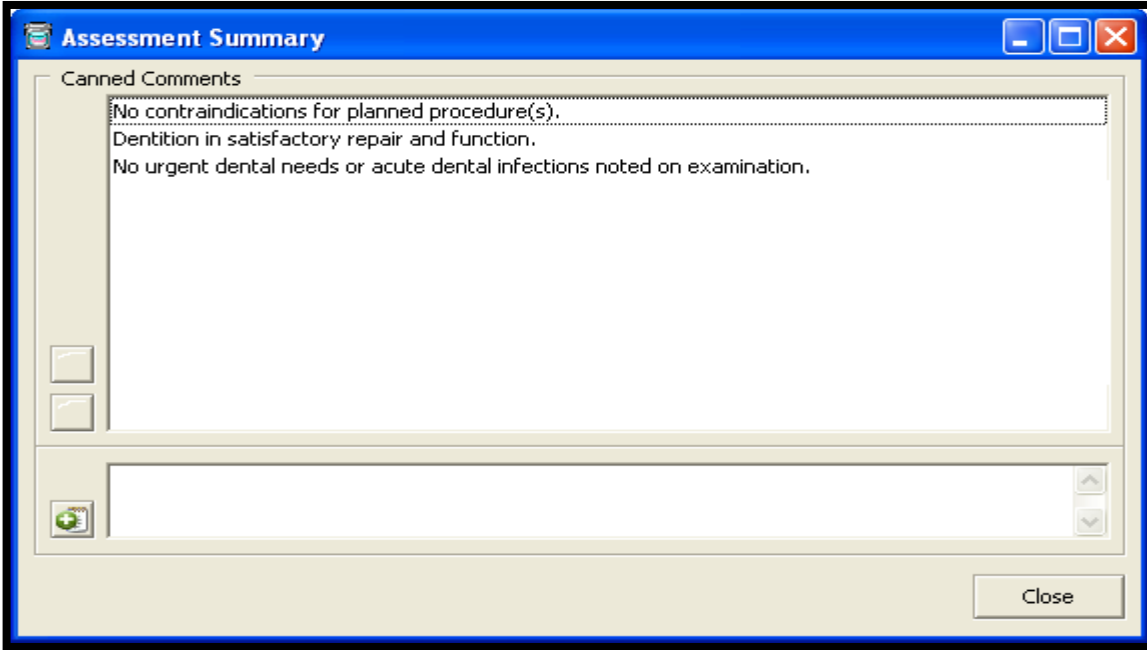 Assessment Summary
Canned Comments
No contraindications for planned procedure(s).
Dentition in satisfactory repair and function.
No urgent dental needs or acute dental infections noted on examination.
Close